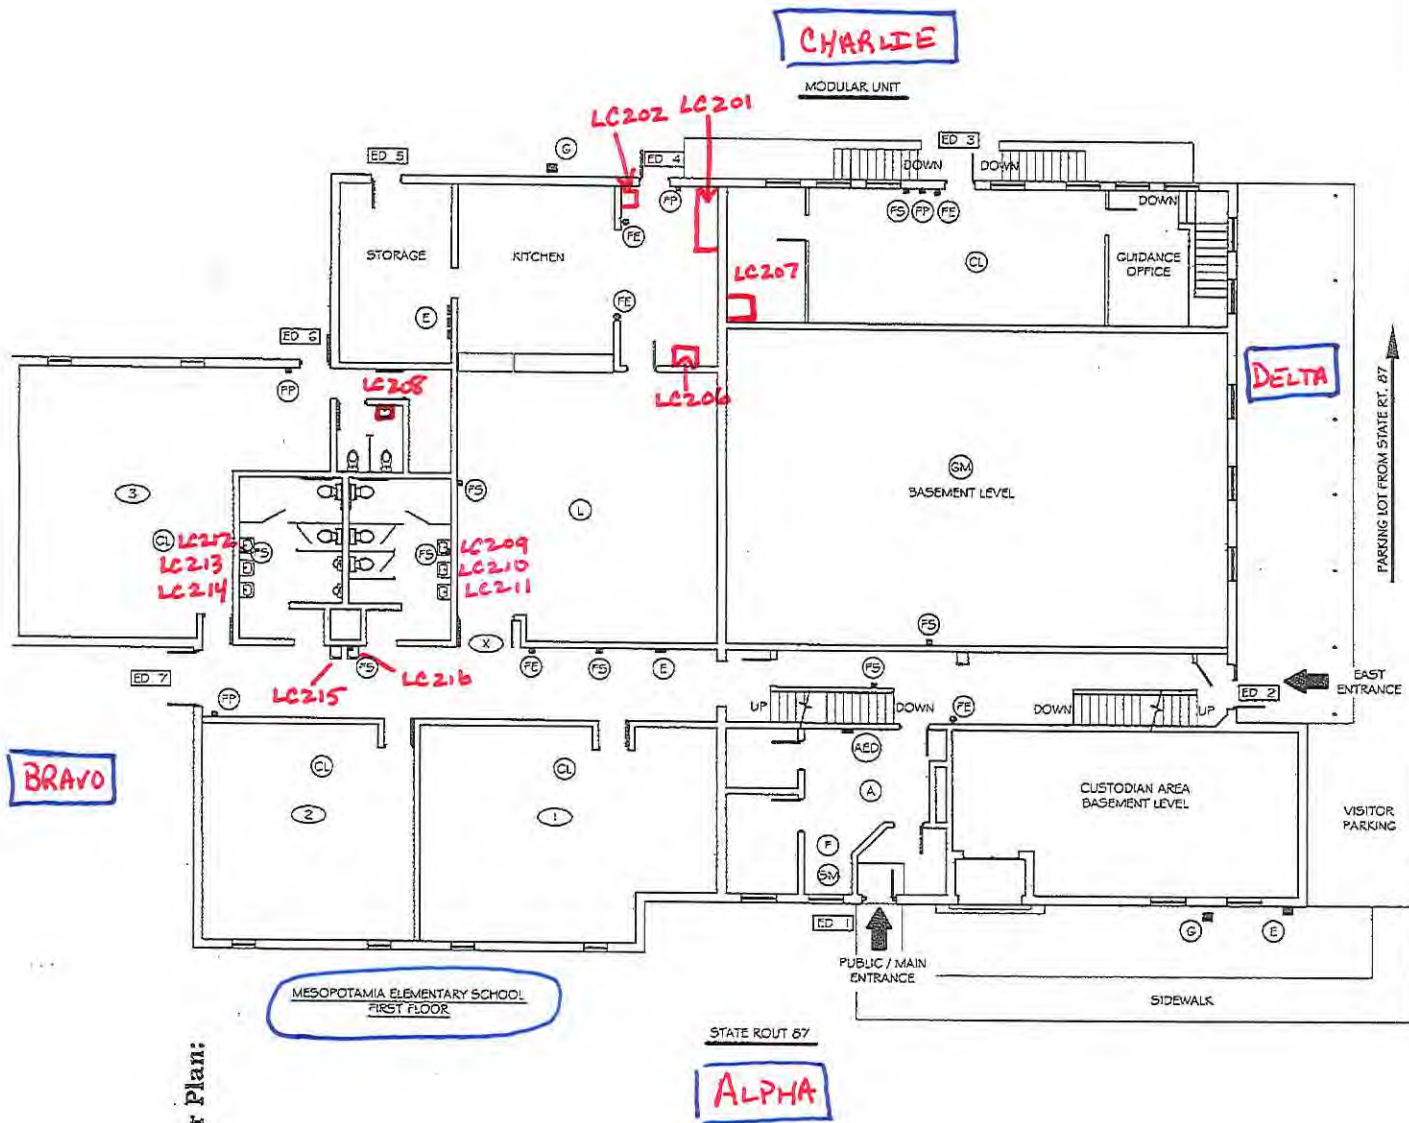 CHARLIE
MODULAR UNIT
LC202 LC201
G
ED 5
ED 4
ED 3
DOWN DOWN
FP
FS FP FE
DOWN
FE
STORAGE
KITCHEN
CL
GUIDANCE
OFFICE
LC207
FE
E
ED 6
DELTA
PARKING LOT FROM STATE RT. 87
FP
LC208
LC206
GM
BASEMENT LEVEL
3
FS
L
CL LC212 FS
FS LC209
LC213
LC210
LC214
LC211
X
FS
FS
FE
FS
E
FS
LC215
LC216
ED 7
EAST
ENTRANCE
ED 2
FP
UP
DOWN
FE
DOWN
UP
AED
BRAVO
CL
CL
A
2
1
CUSTODIAN AREA
BASEMENT LEVEL
VISITOR
PARKING
F
SM
ED 1
G
E
PUBLIC / MAIN
ENTRANCE
MESOPOTAMIA ELEMENTARY SCHOOL
FIRST FLOOR
SIDEWALK
STATE ROUT 87
ALPHA
r Plan: